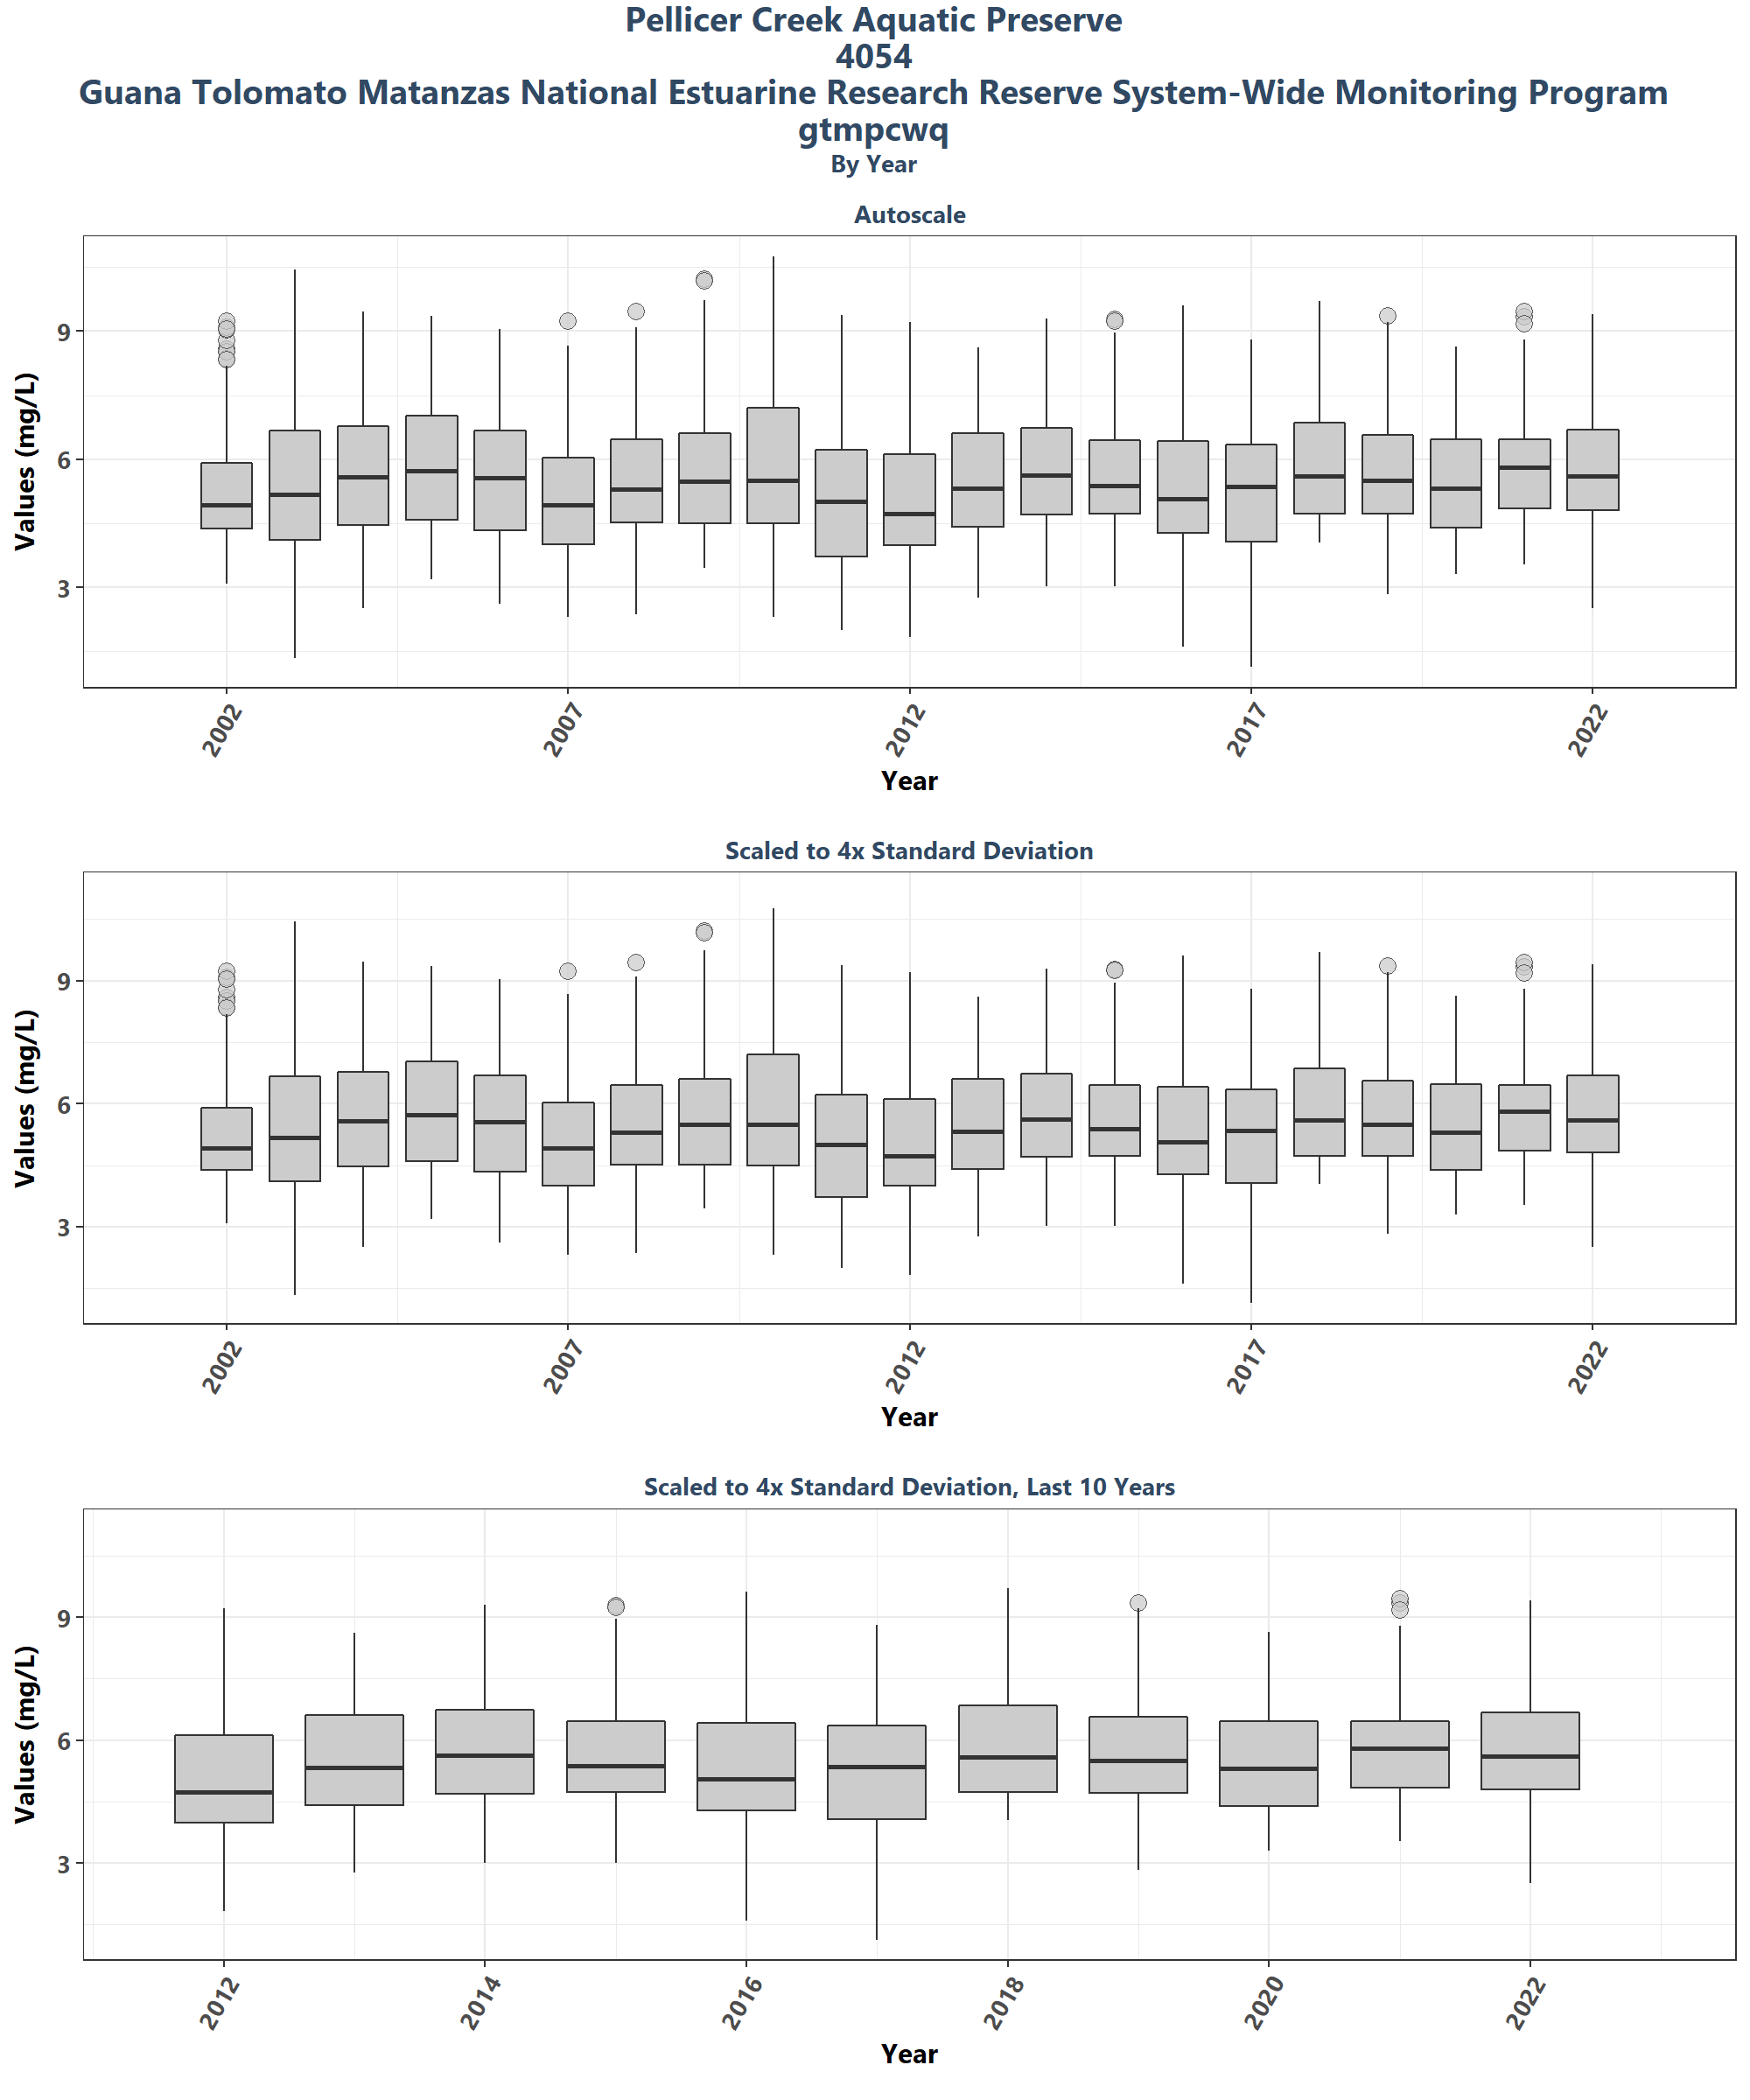 Pellicer Creek Aquatic Preserve
4054
Guana Tolomato Matanzas National Estuarine Research Reserve System-Wide Monitoring Program
gtmpcwq
By Year
Autoscale
Values (mg/L)
9
6
3
2002 2007 2012 2017 2022
Year
Scaled to 4x Standard Deviation
Values (mg/L)
9
6
3
2002 2007 2012 2017 2022
Year
Scaled to 4x Standard Deviation, Last 10 Years
Values (mg/L)
9
6
3
2012 2014 2016 2018 2020 2022
Year